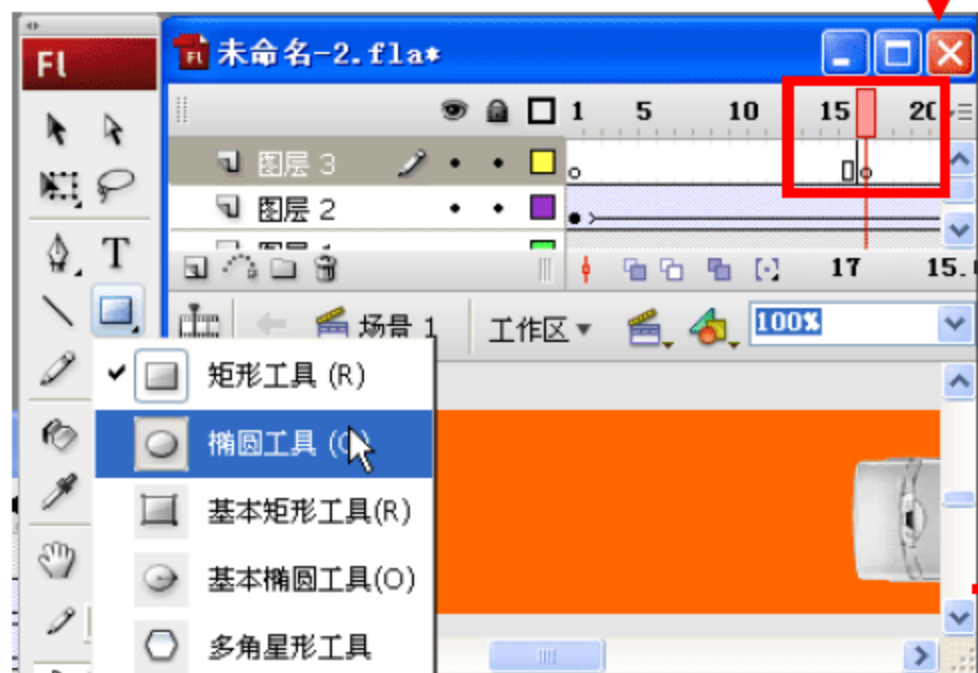 Fl
未命名-2.fla*
1 5 10 15 20
图层 3
图层 2
17 15.
T
场景 1
工作区
100%
矩形工具 (R)
椭圆工具
基本矩形工具(R)
基本椭圆工具(O)
多角星形工具